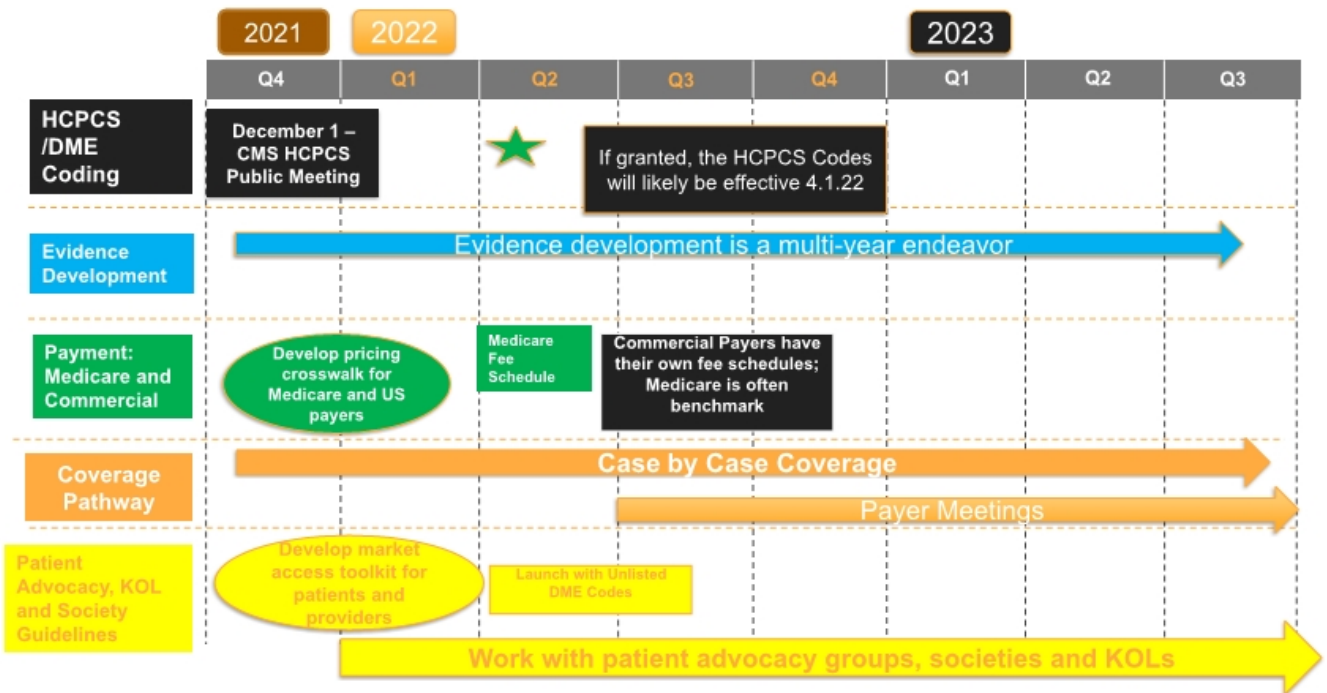 2021
2022
2023
Q4
Q1
Q2
Q3
Q4
Q1
Q2
Q3
HCPCS
/DME
Coding
December 1 –
CMS HCPCS
Public Meeting
If granted, the HCPCS Codes
will likely be effective 4.1.22
Evidence
Development
Evidence development is a multi-year endeavor
Payment:
Medicare and
Commercial
Develop pricing
crosswalk for
Medicare and US
payers
Medicare
Fee
Schedule
Commercial Payers have
their own fee schedules;
Medicare is often
benchmark
Coverage
Pathway
Case by Case Coverage
Payer Meetings
Patient
Advocacy, KOL
and Society
Guidelines
Develop market
access toolkit for
patients and
providers
Launch with Unlisted
DME Codes
Work with patient advocacy groups, societies and KOLs